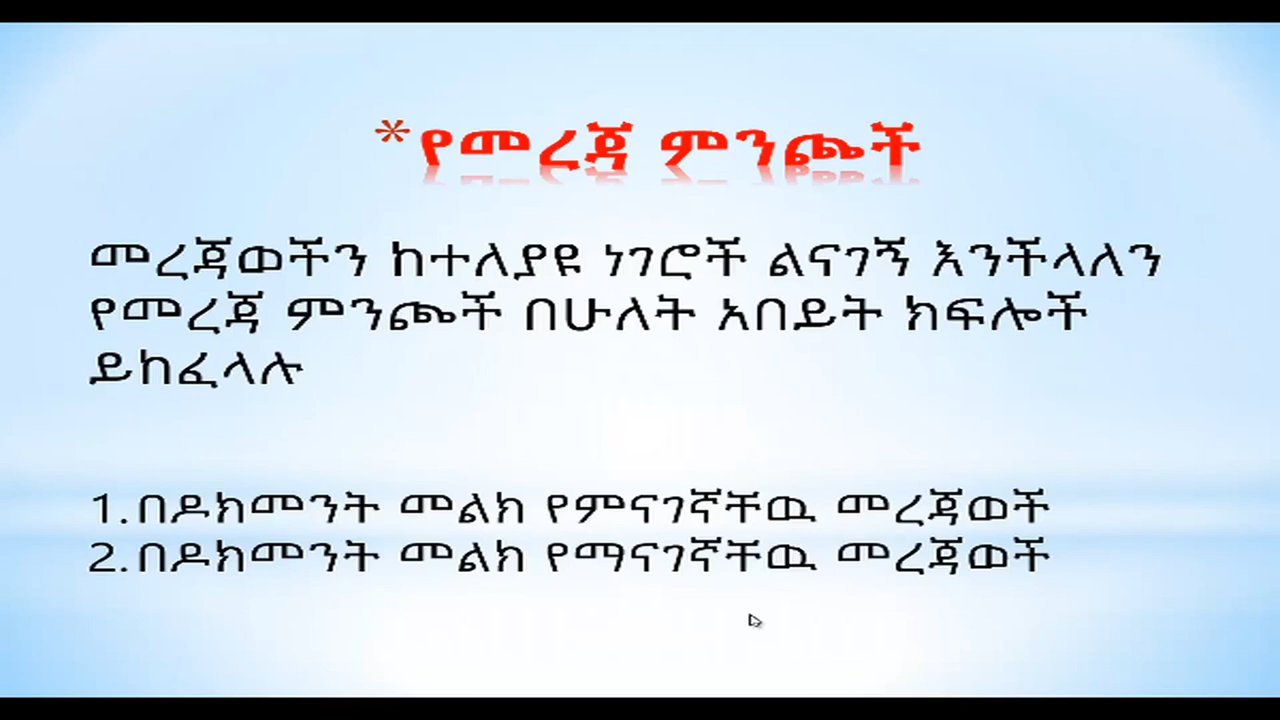 *የመረጃ ምንጮች
መረጃወችን ከተለያዩ ነገሮች ልናገኝ እንችላለን
የመረጃ ምንጮች በሁለት አበይት ክፍሎች
ይከፈላሉ
1.በዶክመንት መልክ የምናገኛቸዉ መረጃወች
2.በዶክመንት መልክ የማናገኛቸዉ መረጃወች